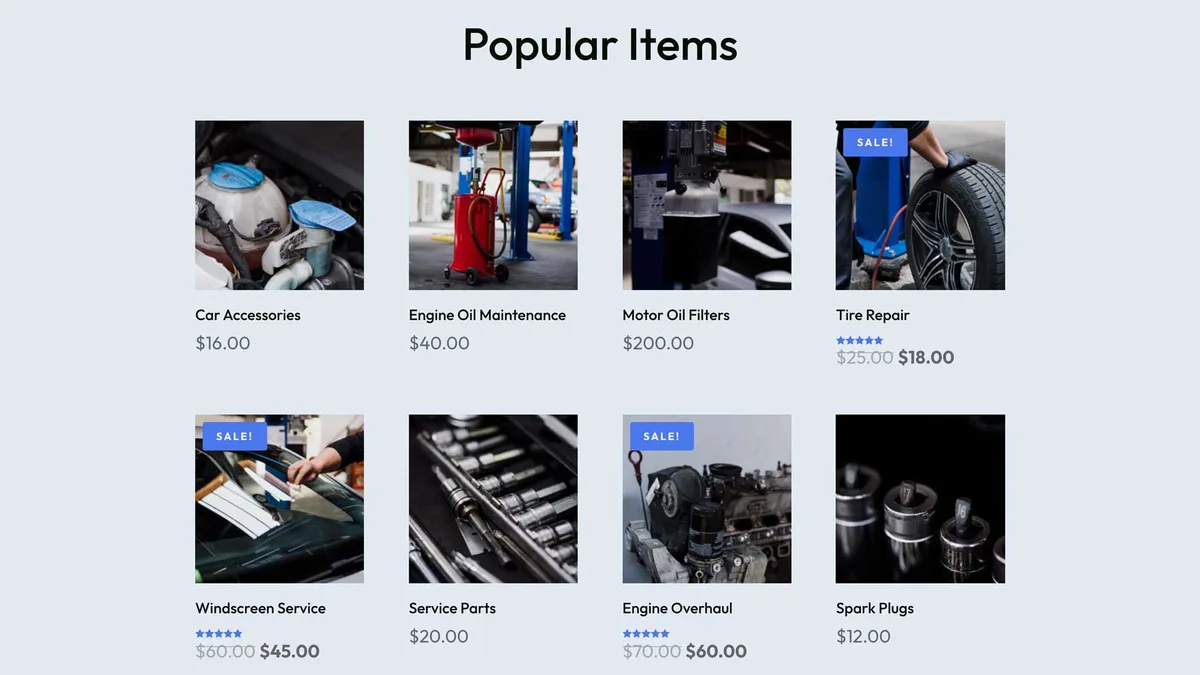 Popular Items
SALE!
Car Accessories
$16.00
Engine Oil Maintenance
$40.00
Motor Oil Filters
$200.00
Tire Repair
$25.00 $18.00
SALE!
SALE!
Windscreen Service
$60.00 $45.00
Service Parts
$20.00
Engine Overhaul
$70.00 $60.00
Spark Plugs
$12.00